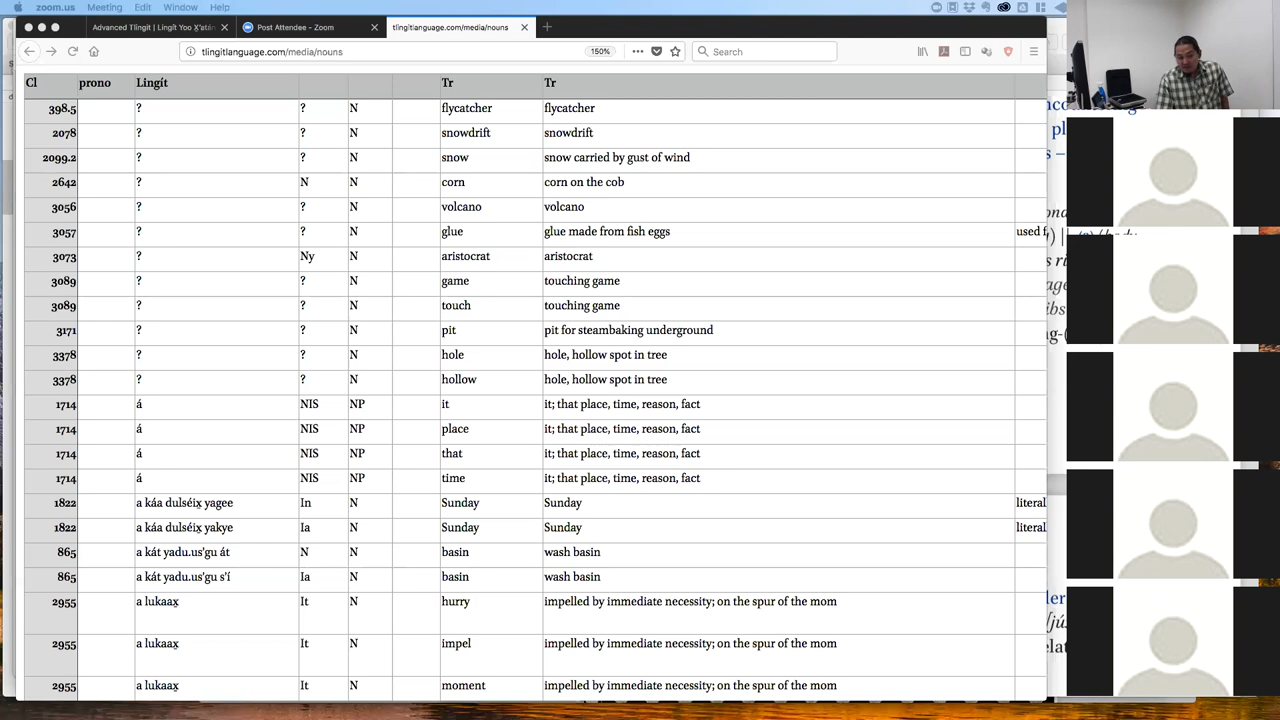 zoom.us Meeting Edit Window Help
Advanced Tlingit | Lingít Yoo X̱'atán
Post Attendee - Zoom
tlingitlanguage.com/media/nouns
tlingitlanguage.com/media/nouns
150%
Search
Cl prono Lingít Tr Tr
398.5 ? ? N flycatcher flycatcher
2078 ? ? N snowdrift snowdrift
2099.2 ? ? N snow snow carried by gust of wind
2642 ? N N corn corn on the cob
3056 ? ? N volcano volcano
3057 ? ? N glue glue made from fish eggs used f
3073 ? Ny N aristocrat aristocrat
3089 ? ? N game touching game
3089 ? ? N touch touching game
3171 ? ? N pit pit for steambaking underground
3378 ? ? N hole hole, hollow spot in tree
3378 ? ? N hollow hole, hollow spot in tree
1714 á NIS NP it it; that place, time, reason, fact
1714 á NIS NP place it; that place, time, reason, fact
1714 á NIS NP that it; that place, time, reason, fact
1714 á NIS NP time it; that place, time, reason, fact
1822 a káa dulséix̱ yagee In N Sunday Sunday literal
1822 a káa dulséix̱ yakye Ia N Sunday Sunday literal
865 a kát yadu.us'gu át N N basin wash basin
865 a kát yadu.us'gu s'í Ia N basin wash basin
2955 a lukaax̱ It N hurry impelled by immediate necessity; on the spur of the mom
2955 a lukaax̱ It N impel impelled by immediate necessity; on the spur of the mom
2955 a lukaax̱ It N moment impelled by immediate necessity; on the spur of the mom